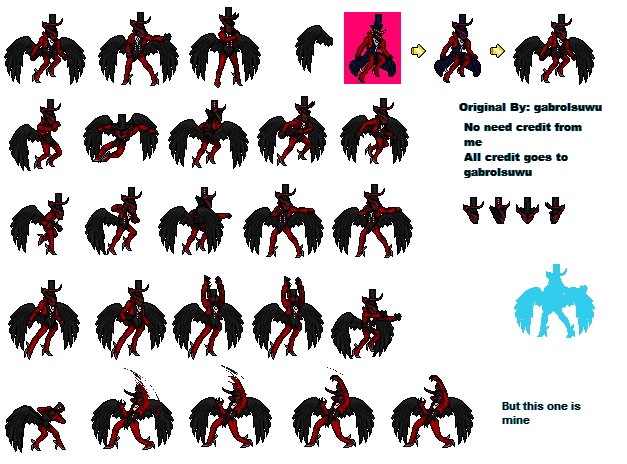 Original By: gabrolsuwu
No need credit from
me
All credit goes to
gabrolsuwu
But this one is
mine